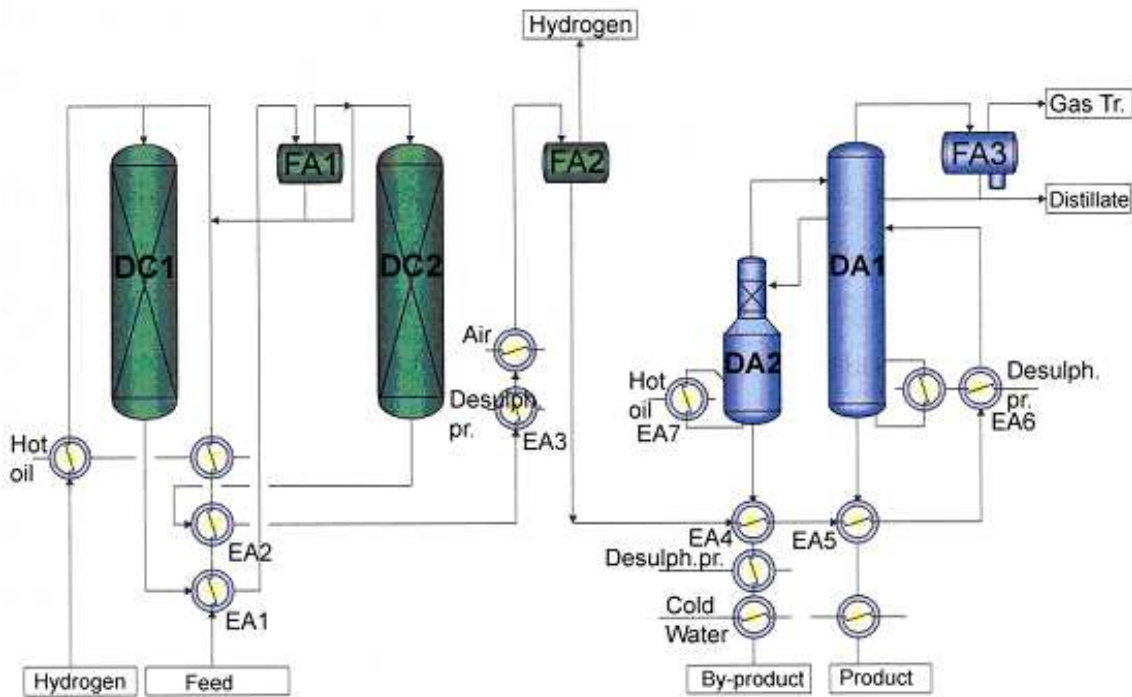 Hydrogen
Gas Tr.
FA1
FA2
FA3
Distillate
DC1
DC2
DA1
Air
DA2
Desulph.
pr.
EA3
Hot
oil
EA7
Desulph.
pr.
EA6
Hot
oil
EA2
EA4
EA5
Desulph.pr.
EA1
Cold
Water
Hydrogen
Feed
By-product
Product